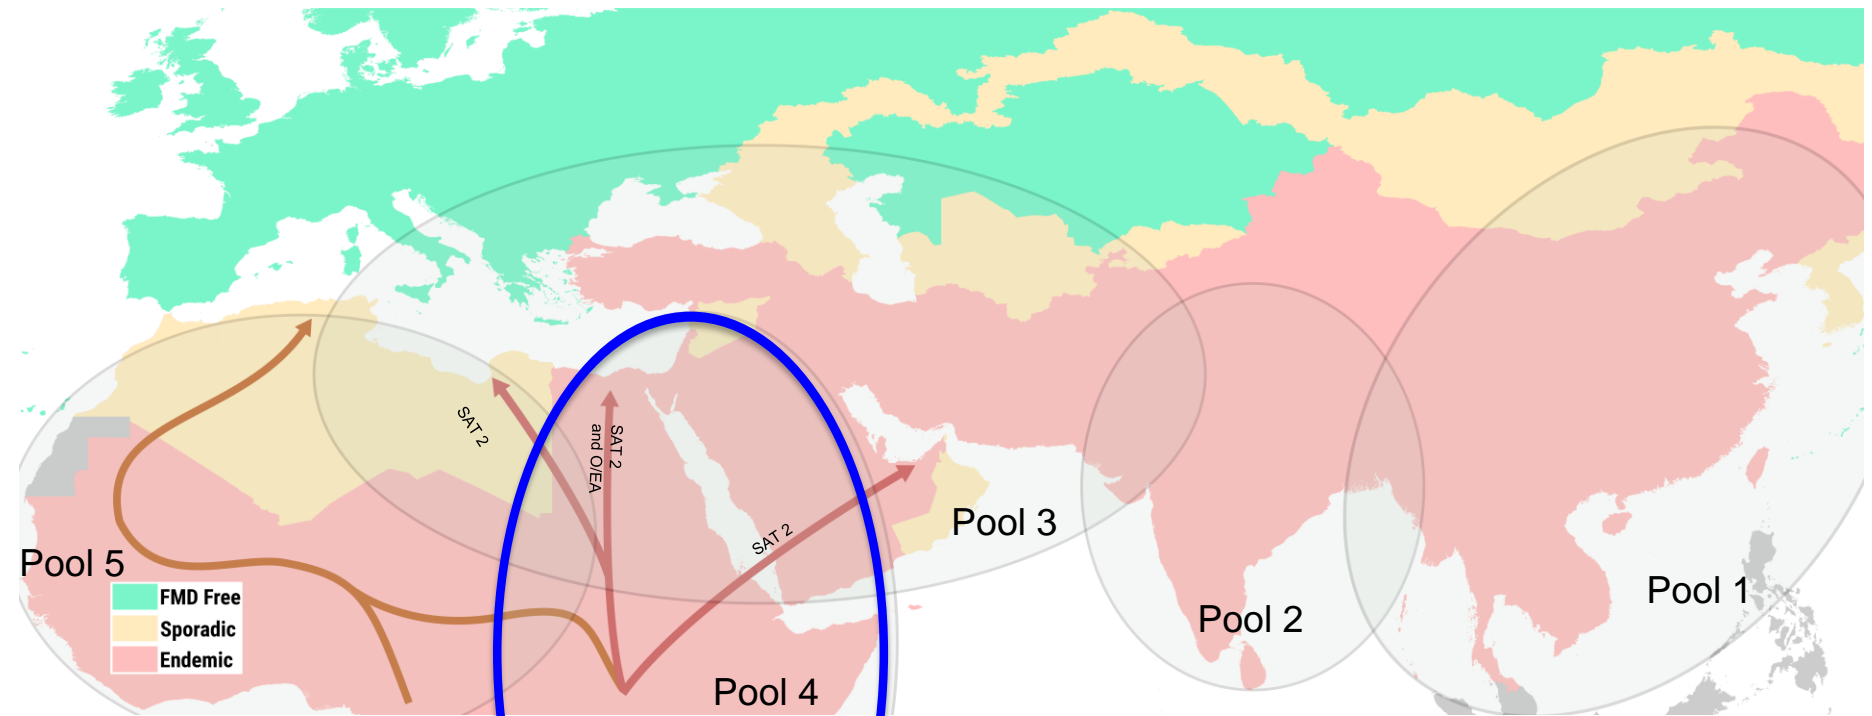 SAT 2
SAT 2
and O/EA
SAT 2
Pool 3
Pool 5
FMD Free
Sporadic
Endemic
Pool 2
Pool 1
Pool 4